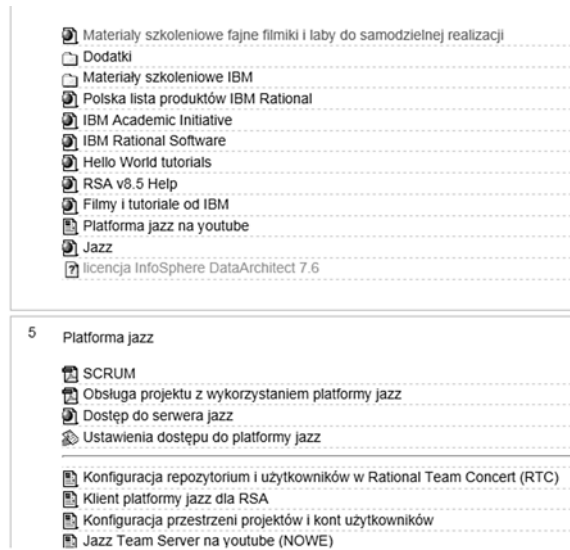 Materialy szkoleniowe fajne filmiki i laby do samodzielnej realizacji
Dodatki
Materiały szkoleniowe IBM
Polska lista produktów IBM Rational
IBM Academic Initiative
IBM Rational Software
Hello World tutorials
RSA v8.5 Help
Filmy i tutoriale od IBM
Platforma jazz na youtube
Jazz
licencja InfoSphere DataArchitect 7.6
5 Platforma jazz
SCRUM
Obsługa projektu z wykorzystaniem platformy jazz
Dostęp do serwera jazz
Ustawienia dostępu do platformy jazz
Konfiguracja repozytorium i użytkowników w Rational Team Concert (RTC)
Klient platformy jazz dla RSA
Konfiguracja przestrzeni projektów i kont użytkowników
Jazz Team Server na youtube (NOWE)